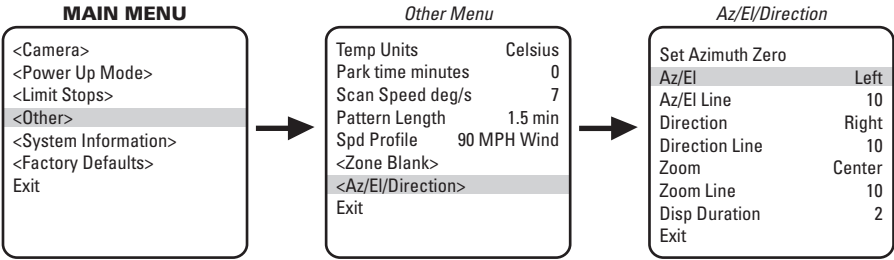 MAIN MENU
<Camera>
<Power Up Mode>
<Limit Stops>
<Other>
<System Information>
<Factory Defaults>
Exit
Other Menu
Temp Units Celsius
Park time minutes 0
Scan Speed deg/s 7
Pattern Length 1.5 min
Spd Profile 90 MPH Wind
<Zone Blank>
<Az/El/Direction>
Exit
Az/El/Direction
Set Azimuth Zero
Az/El Left
Az/El Line 10
Direction Right
Direction Line 10
Zoom Center
Zoom Line 10
Disp Duration 2
Exit